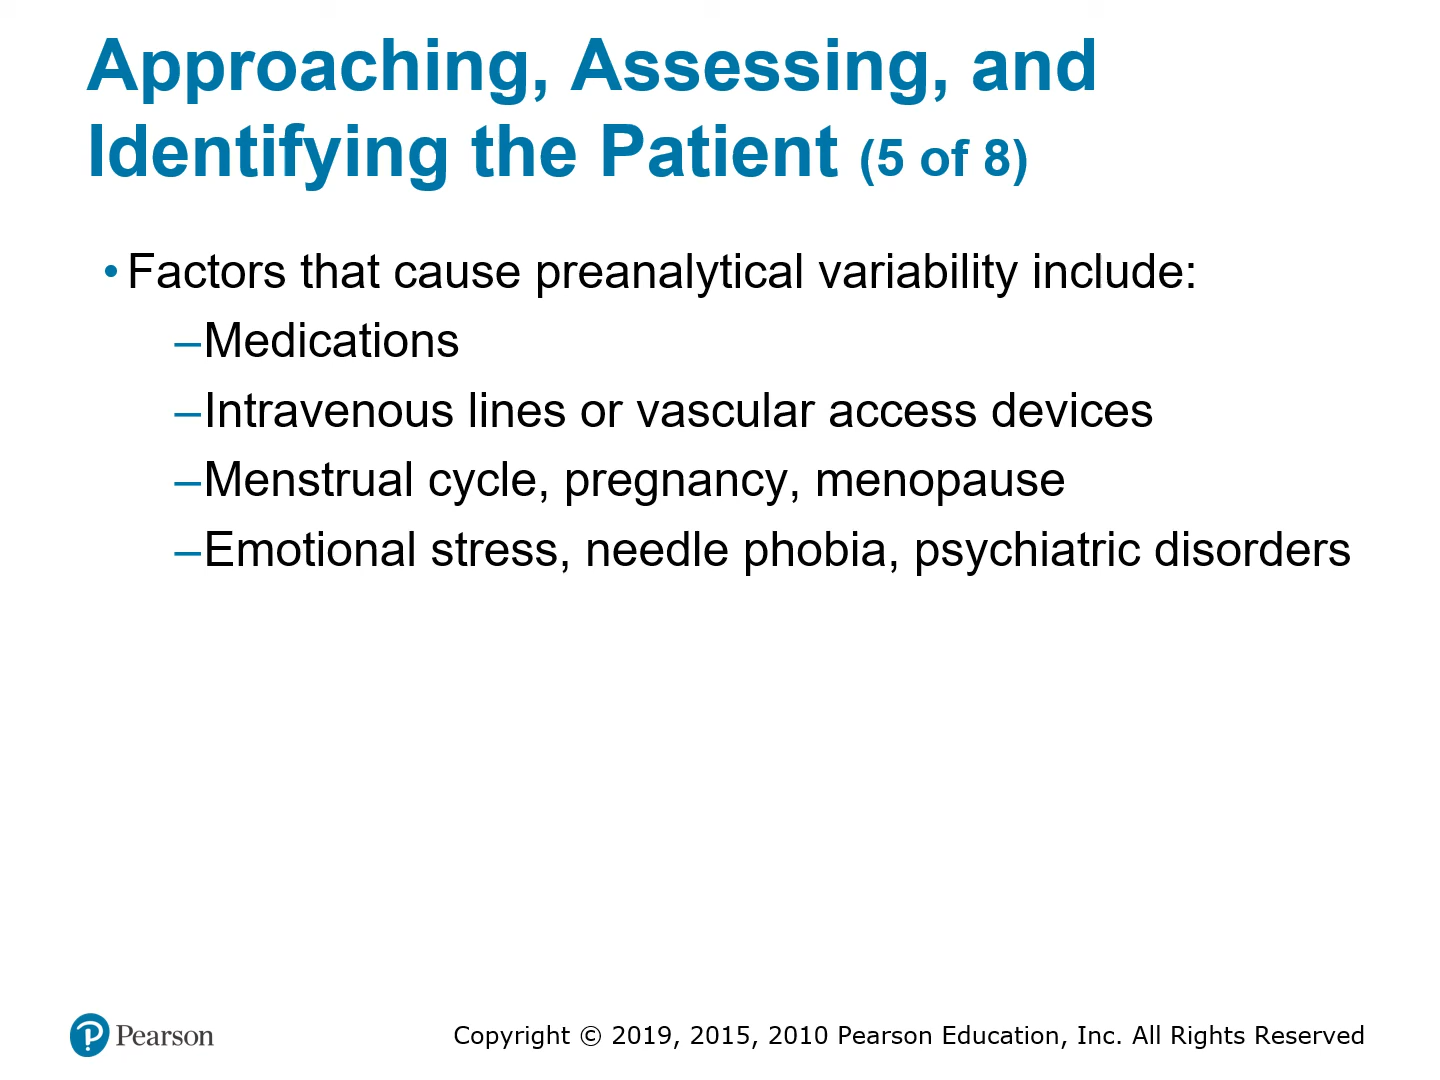 Approaching, Assessing, and
Identifying the Patient (5 of 8)
• Factors that cause preanalytical variability include:
–Medications
–Intravenous lines or vascular access devices
–Menstrual cycle, pregnancy, menopause
–Emotional stress, needle phobia, psychiatric disorders
Pearson
Copyright © 2019, 2015, 2010 Pearson Education, Inc. All Rights Reserved